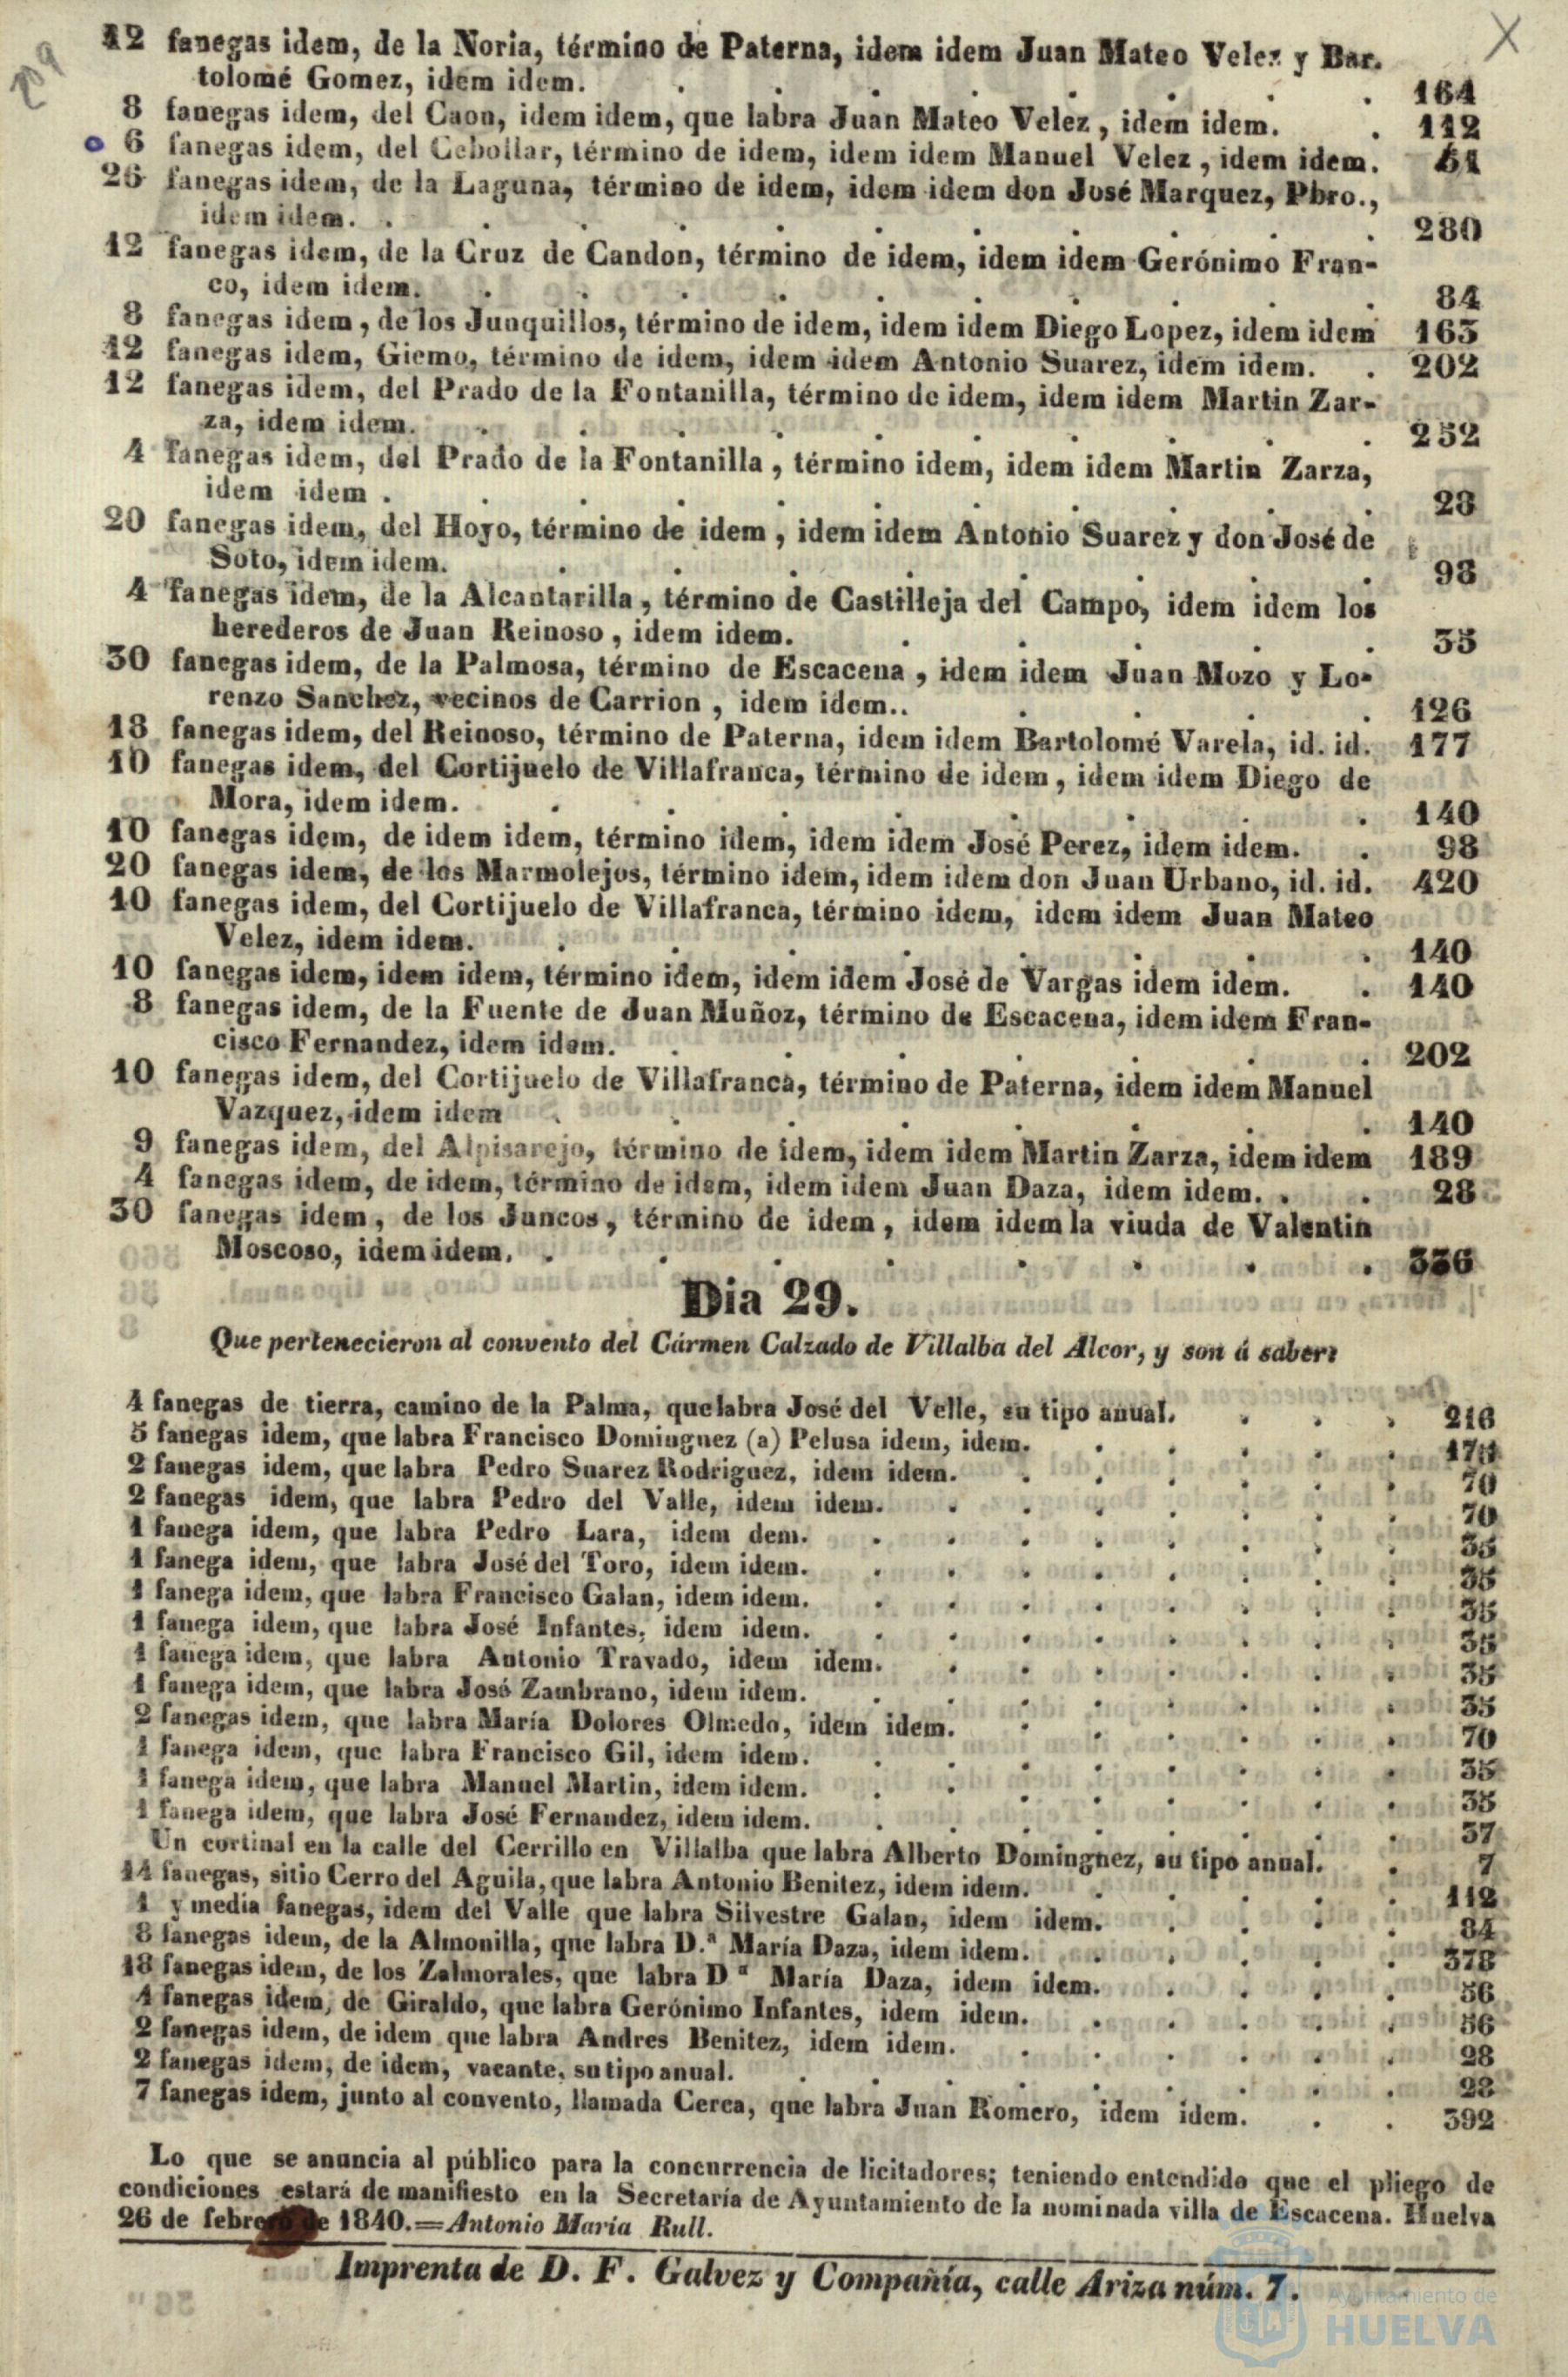 209
X
12 fanegas idem, de la Noria, término de Paterna, idem idem Juan Mateo Velez y Bar.
tolomé Gomez, idem idem. . . . . . . . . 164
8 fanegas idem, del Caon, idem idem, que labra Juan Mateo Velez, idem idem. . 112
6 fanegas idem, del Cebollar, término de idem, idem idem Manuel Velez, idem idem.
26 fanegas idem, de la Laguna, término de idem, idem idem don José Marquez, Pbro.,
idem idem. . . . . . . . . . . 280
12 fanegas idem, de la Cruz de Candon, término de idem, idem idem Gerónimo Fran-
co, idem idem. . . . . . . . . . . 84
8 fanegas idem, de los Junquillos, término de idem, idem idem Diego Lopez, idem idem 163
12 fanegas idem, Giemo, término de idem, idem idem Antonio Suarez, idem idem. . 202
12 fanegas idem, del Prado de la Fontanilla, término de idem, idem idem Martin Zar-
za, idem idem. . . . . . . . . . . 252
4 fanegas idem, del Prado de la Fontanilla, término idem, idem idem Martin Zarza,
idem idem . . . . . . . . . . . 28
20 fanegas idem, del Hoyo, término de idem, idem idem Antonio Suarez y don José de
Soto, idem idem. . . . . . . . . 98
4 fanegas idem, de la Alcantarilla, término de Castilleja del Campo, idem idem los
herederos de Juan Reinoso, idem idem. . . . . . 35
30 fanegas idem, de la Palmosa, término de Escacena, idem idem Juan Mozo y Lo-
renzo Sanchez, vecinos de Carrion, idem idem.. . . . . 126
18 fanegas idem, del Reinoso, término de Paterna, idem idem Bartolomé Varela, id. id. 177
10 fanegas idem, del Cortijuelo de Villafranca, término de idem, idem idem Diego de
Mora, idem idem. . . . . . . . . 140
10 fanegas idem, de idem idem, término idem, idem idem José Perez, idem idem. . 98
20 fanegas idem, de los Marmolejos, término idem, idem idem don Juan Urbano, id. id. 420
10 fanegas idem, del Cortijuelo de Villafranca, término idem, idem idem Juan Mateo
Velez, idem idem. . . . . . . . . 140
10 fanegas idem, idem idem, término idem, idem idem José de Vargas idem idem. . 140
8 fanegas idem, de la Fuente de Juan Muñoz, término de Escacena, idem idem Fran-
cisco Fernandez, idem idem. . . . . . . . 202
10 fanegas idem, del Cortijuelo de Villafranca, término de Paterna, idem idem Manuel
Vazquez, idem idem . . . . . . . . 140
9 fanegas idem, del Alpisarejo, término de idem, idem idem Martin Zarza, idem idem 189
4 fanegas idem, de idem, término de idem, idem idem Juan Daza, idem idem. . . 28
30 fanegas idem, de los Juncos, término de idem, idem idem la viuda de Valentin
Moscoso, idem idem. . . . . . . . . 336
Dia 29.
Que pertenecieron al convento del Cármen Calzado de Villalba del Alcor, y son á saber:
4 fanegas de tierra, camino de la Palma, que labra José del Velle, su tipo anual. . . . 216
5 fanegas idem, que labra Francisco Dominguez (a) Pelusa idem, idem. . . . . .
2 fanegas idem, que labra Pedro Suarez Rodriguez, idem idem. . . . . . . 70
2 fanegas idem, que labra Pedro del Valle, idem idem. . . . . . . . 70
1 fanega idem, que labra Pedro Lara, idem dem. . . . . . . . . 35
1 fanega idem, que labra José del Toro, idem idem. . . . . . . . . 35
1 fanega idem, que labra Francisco Galan, idem idem. . . . . . . . . 35
1 fanega idem, que labra José Infantes, idem idem. . . . . . . . . 35
1 fanega idem, que labra Antonio Travado, idem idem. . . . . . . . 35
1 fanega idem, que labra José Zambrano, idem idem. . . . . . . . . 35
2 fanegas idem, que labra María Dolores Olmedo, idem idem. . . . . . . 70
1 fanega idem, que labra Francisco Gil, idem idem. . . . . . . . . 35
1 fanega idem, que labra Manuel Martin, idem idem. . . . . . . . . 35
1 fanega idem, que labra José Fernandez, idem idem. . . . . . . . . 37
Un cortinal en la calle del Cerrillo en Villalba que labra Alberto Dominguez, su tipo anual. . 7
14 fanegas, sitio Cerro del Aguila, que labra Antonio Benitez, idem idem. . . . . . 112
1 y media fanegas, idem del Valle que labra Silvestre Galan, idem idem. . . . . 84
8 fanegas idem, de la Almonilla, que labra D.ª María Daza, idem idem. . . . . . 378
18 fanegas idem, de los Zalmorales, que labra Dª María Daza, idem idem. . . . . 56
4 fanegas idem, de Giraldo, que labra Gerónimo Infantes, idem idem. . . . . . 56
2 fanegas idem, de idem que labra Andres Benitez, idem idem. . . . . . . 28
2 fanegas idem, de idem, vacante, su tipo anual. . . . . . . . . . 28
7 fanegas idem, junto al convento, llamada Cerca, que labra Juan Romero, idem idem. . . 392
Lo que se anuncia al público para la concurrencia de licitadores; teniendo entendido que el pliego de
condiciones estará de manifiesto en la Secretaría de Ayuntamiento de la nominada villa de Escacena. Huelva
26 de febrero de 1840.=Antonio María Rull.
Imprenta de D. F. Galvez y Compañía, calle Ariza núm. 7.
Ayuntamiento de
HUELVA